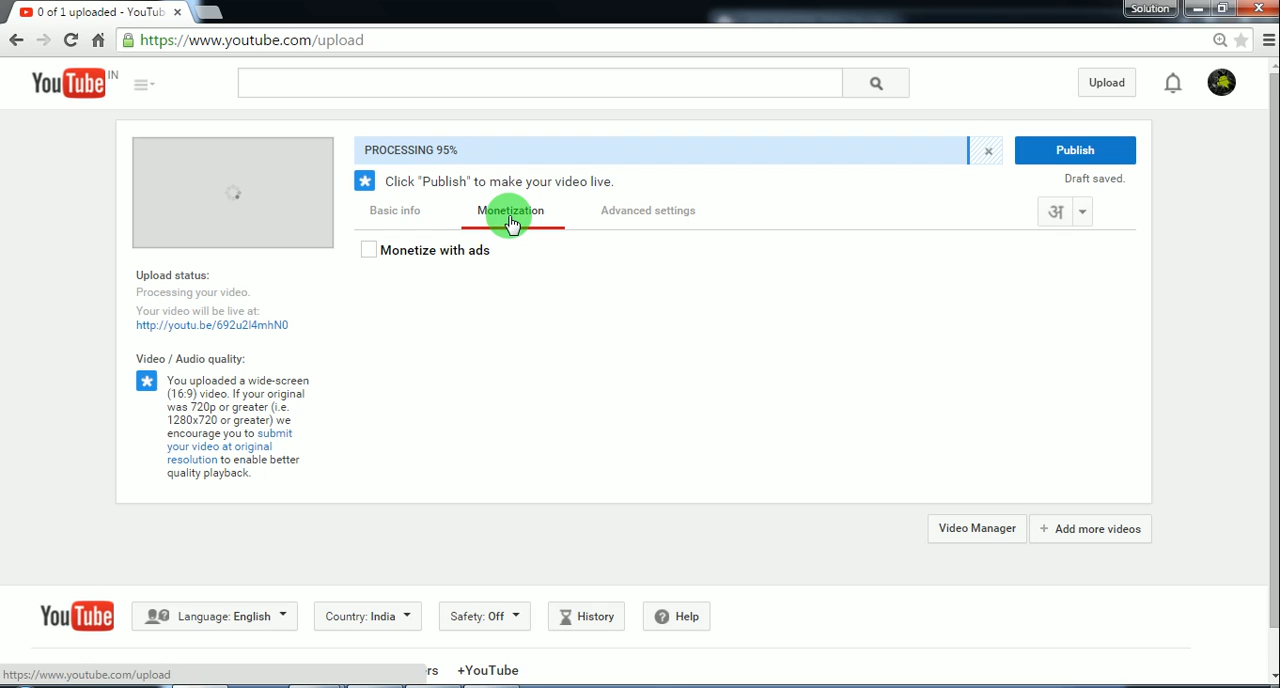 0 of 1 uploaded - YouTub
Solution
https://www.youtube.com/upload
YouTube IN
Upload
PROCESSING 95%
Publish
Click "Publish" to make your video live.
Draft saved.
Basic info
Monetization
Advanced settings
अ
Monetize with ads
Upload status:
Processing your video.
Your video will be live at:
http://youtu.be/692u2l4mhN0
Video / Audio quality:
You uploaded a wide-screen
(16:9) video. If your original
was 720p or greater (i.e.
1280x720 or greater) we
encourage you to submit
your video at original
resolution to enable better
quality playback.
Video Manager
+ Add more videos
YouTube
Language: English
Country: India
Safety: Off
History
Help
https://www.youtube.com/upload
rs
+YouTube